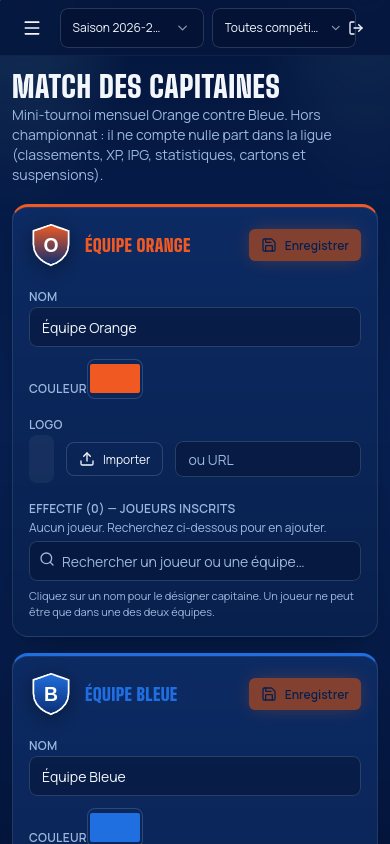 Saison 2026-2...
Toutes compéti...
MATCH DES CAPITAINES
Mini-tournoi mensuel Orange contre Bleue. Hors
championnat : il ne compte nulle part dans la ligue
(classements, XP, IPG, statistiques, cartons et
suspensions).
O
ÉQUIPE ORANGE
Enregistrer
NOM
Équipe Orange
COULEUR
LOGO
Importer
ou URL
EFFECTIF (0) — JOUEURS INSCRITS
Aucun joueur. Recherchez ci-dessous pour en ajouter.
Rechercher un joueur ou une équipe...
Cliquez sur un nom pour le désigner capitaine. Un joueur ne peut
être que dans une des deux équipes.
B
ÉQUIPE BLEUE
Enregistrer
NOM
Équipe Bleue
COULEUR